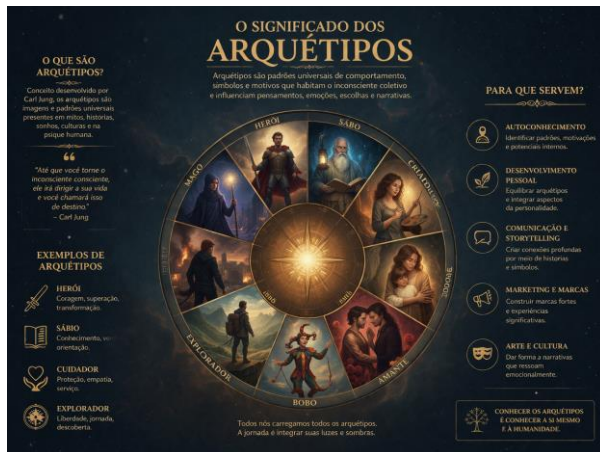 O SIGNIFICADO DOS
ARQUÉTIPOS
Arquétipos são padrões universais de comportamento,
símbolos e motivos que habitam o inconsciente coletivo
e influenciam pensamentos, emoções, escolhas e narrativas.
O QUE SÃO
ARQUÉTIPOS?
Conceito desenvolvido por
Carl Jung, os arquétipos são
imagens e padrões universais
presentes em mitos, histórias,
sonhos, culturas e na
psique humana.
“
"Até que você torne o
inconsciente consciente,
ele irá dirigir a sua vida
e você chamará isso
de destino."
– Carl Jung
EXEMPLOS DE
ARQUÉTIPOS
HERÓI
Coragem, superação,
transformação.
SÁBIO
Conhecimento,
orientação.
CUIDADOR
Proteção, empatia,
serviço.
EXPLORADOR
Liberdade, jornada,
descoberta.
MAGO
HERÓI
SÁBO
AMANTE
BOBO
EXPLORADOR
Todos nós carregamos todos os arquétipos.
A jornada é integrar suas luzes e sombras.
PARA QUE SERVEM?
AUTOCONHECIMENTO
Identificar padrões, motivações
e potenciais internos.
DESENVOLVIMENTO
PESSOAL
Equilibrar arquétipos
e integrar aspectos
da personalidade.
COMUNICAÇÃO E
STORYTELLING
Criar conexões profundas
por meio de histórias
e símbolos.
MARKETING E MARCAS
Construir marcas fortes
e experiências
significativas.
ARTE E CULTURA
Dar forma a narrativas
que ressoam
emocionalmente.
CONHECER OS ARQUÉTIPOS
É CONHECER A SI MESMO
E À HUMANIDADE.